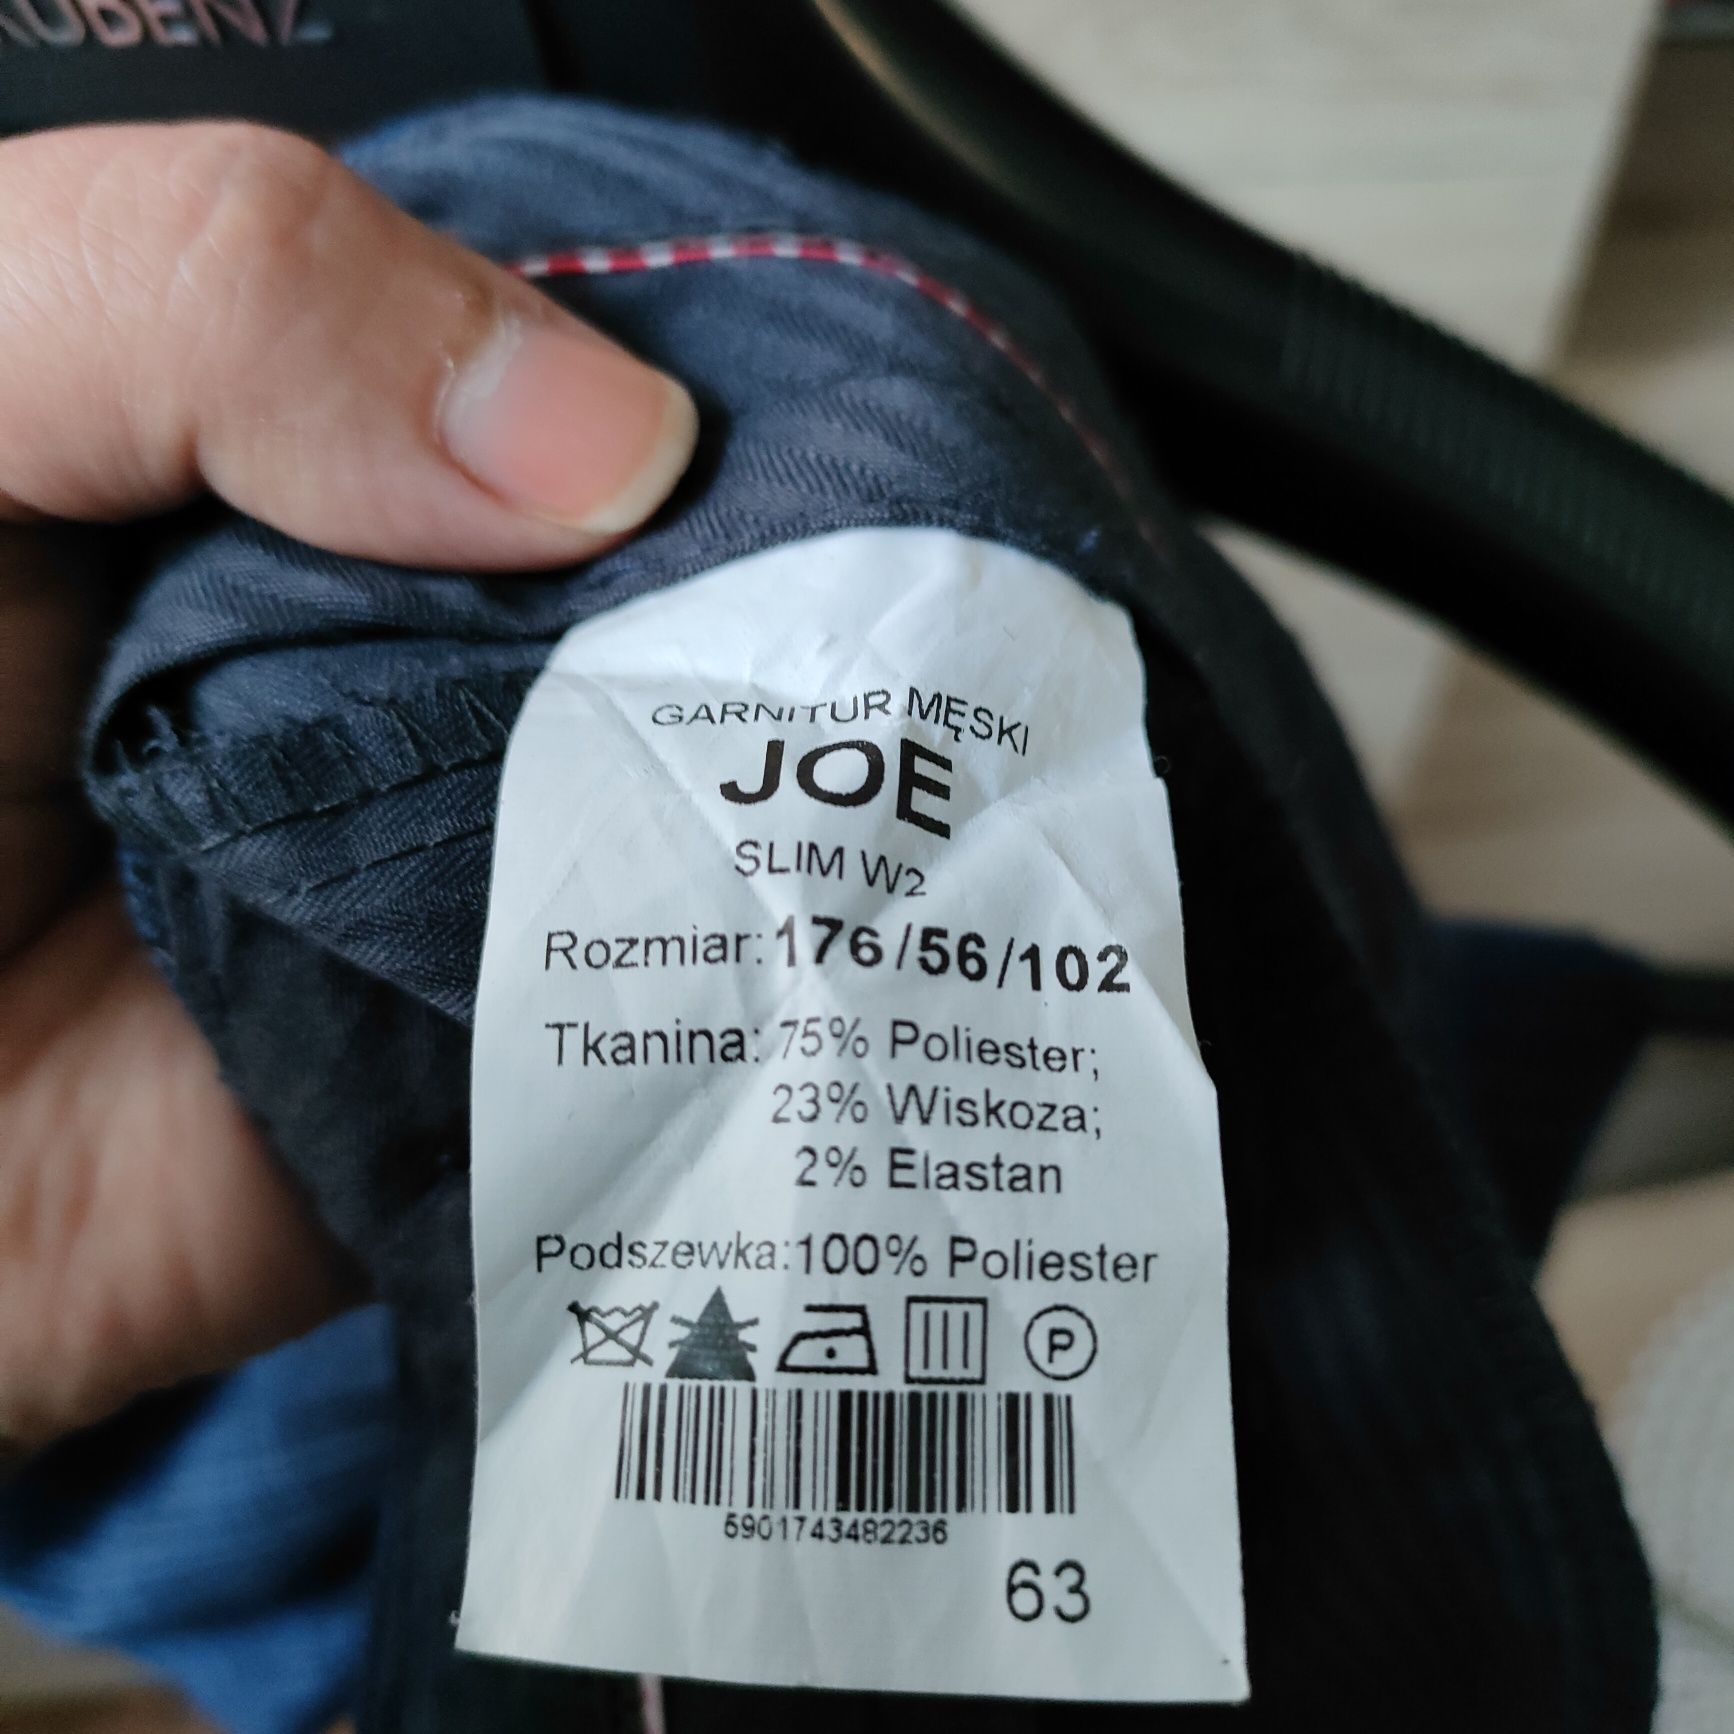 GARNITUR MĘSKI
JOE
SLIM W2
Rozmiar: 176/56/102
Tkanina: 75% Poliester;
23% Wiskoza;
2% Elastan
Podszewka: 100% Poliester
P
5901743482236
63